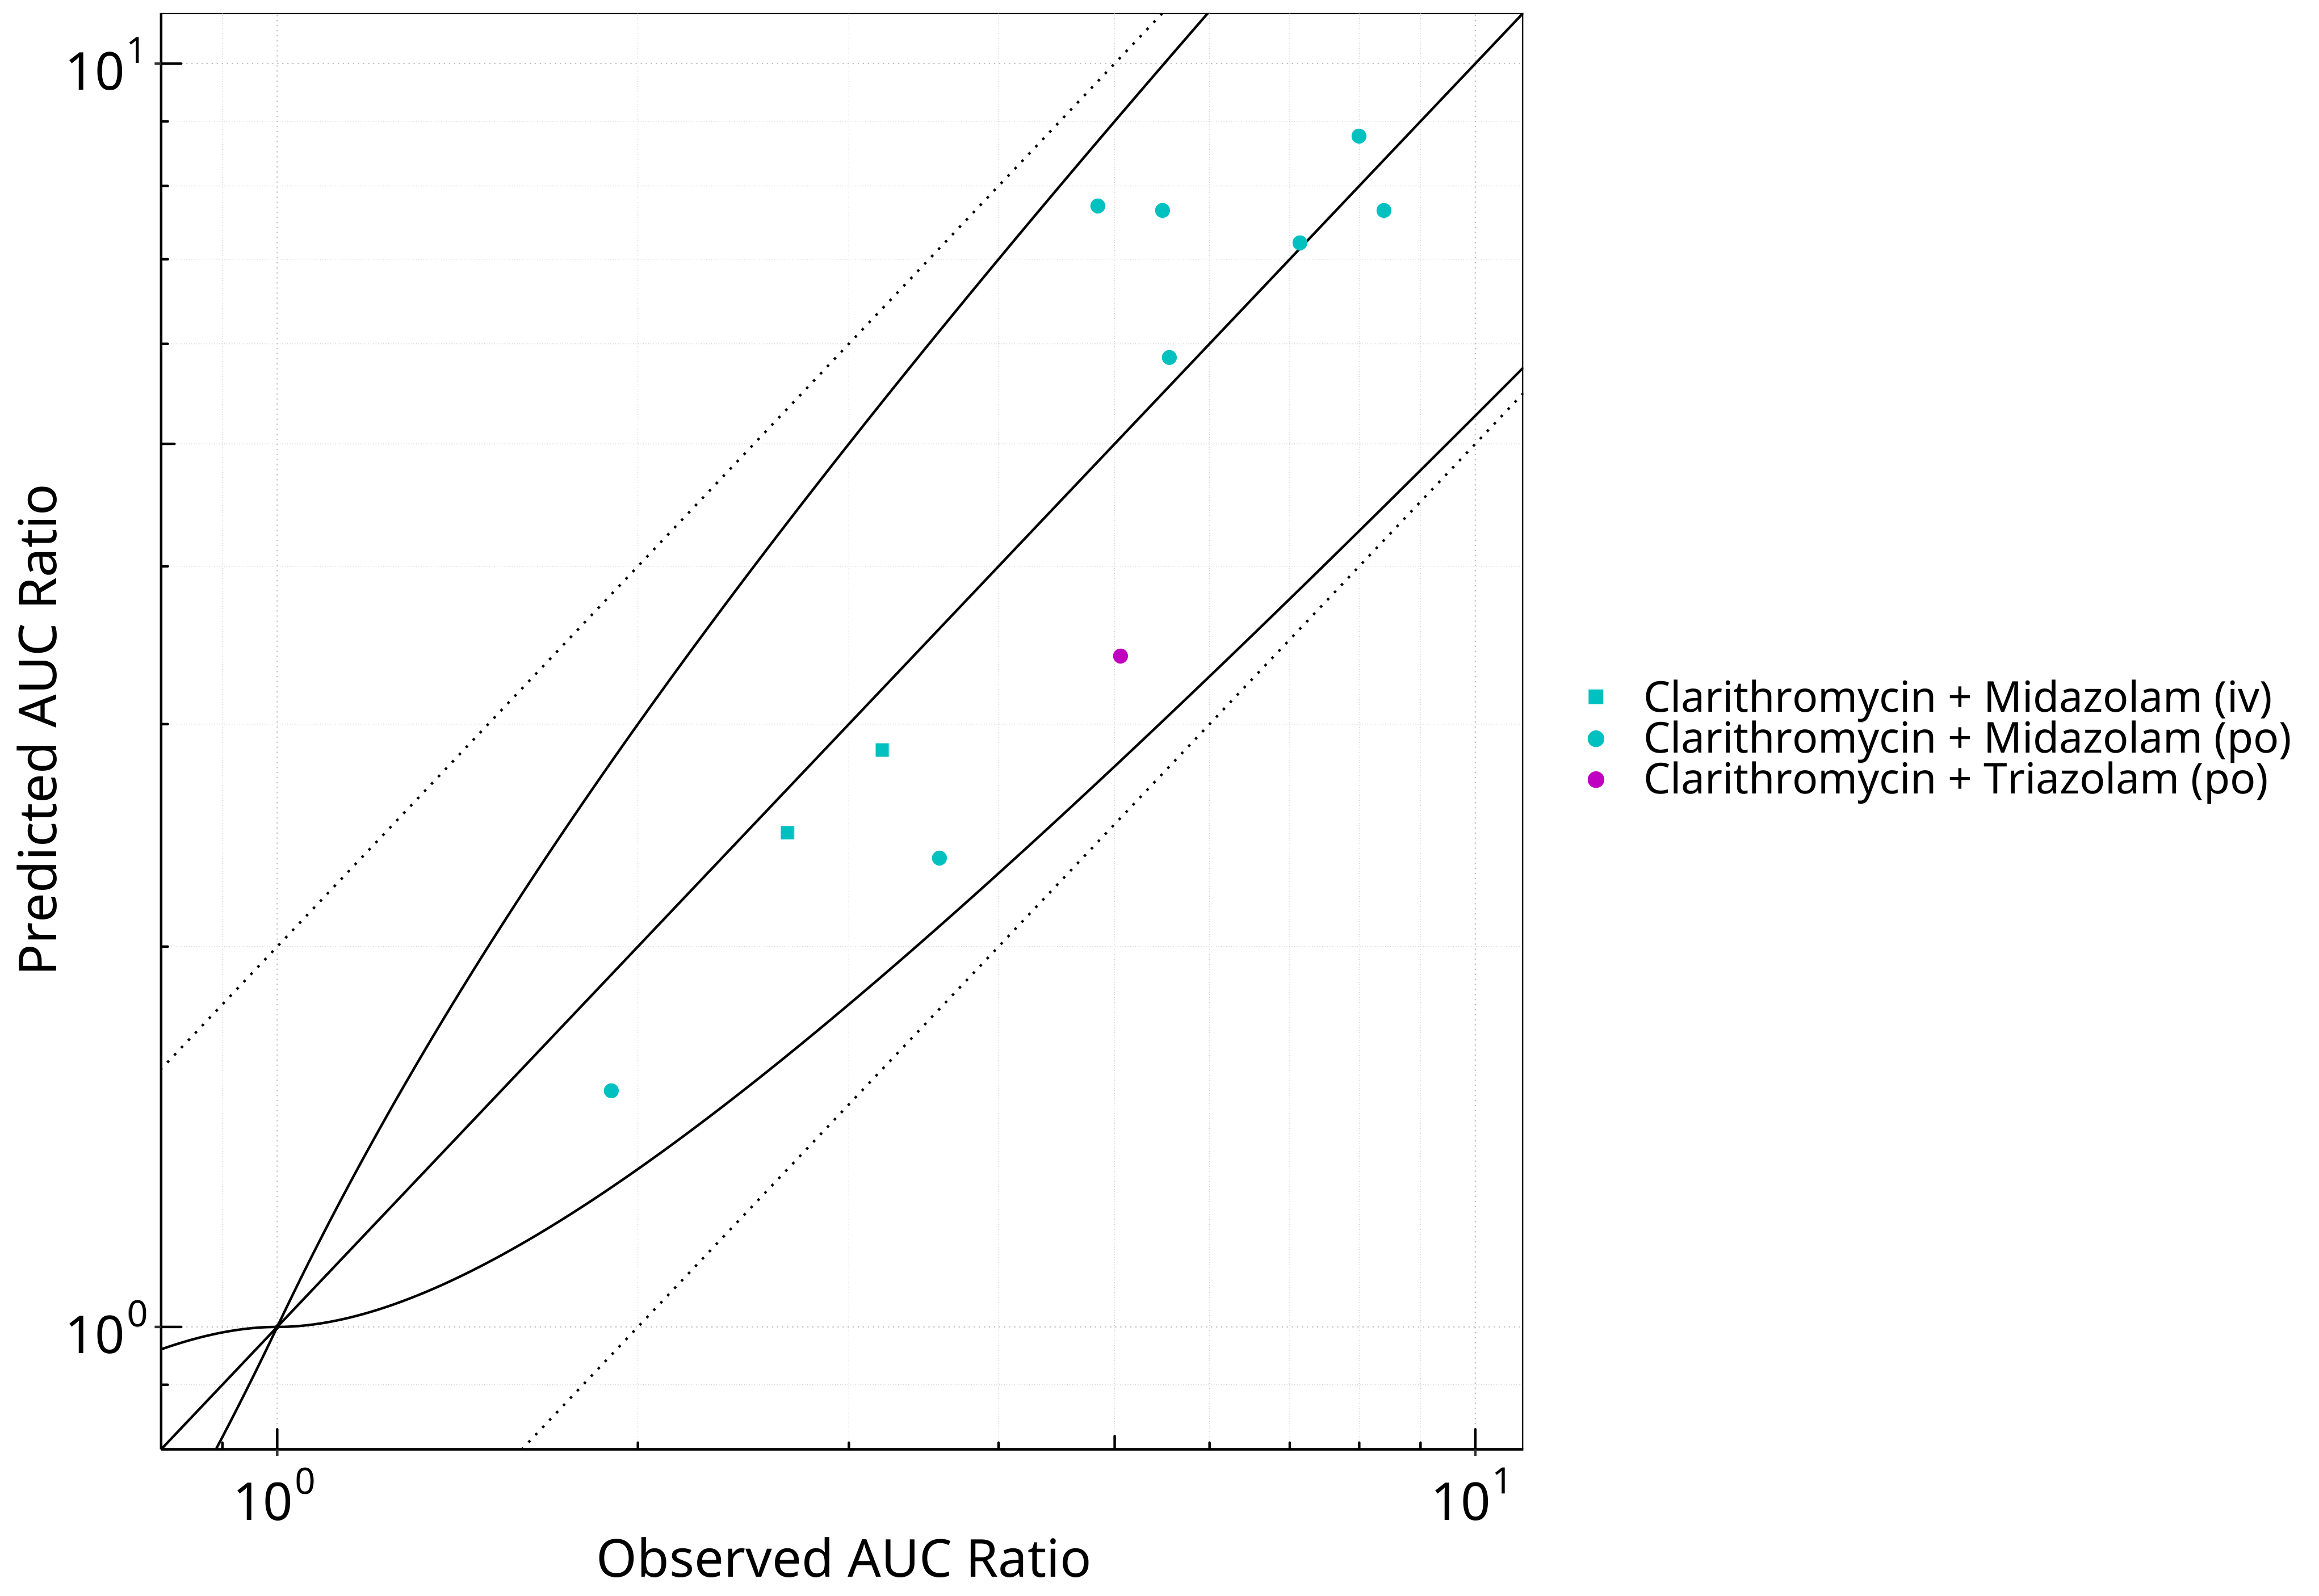 10¹
10⁰
Predicted AUC Ratio
10⁰
10¹
Observed AUC Ratio
Clarithromycin + Midazolam (iv)
Clarithromycin + Midazolam (po)
Clarithromycin + Triazolam (po)